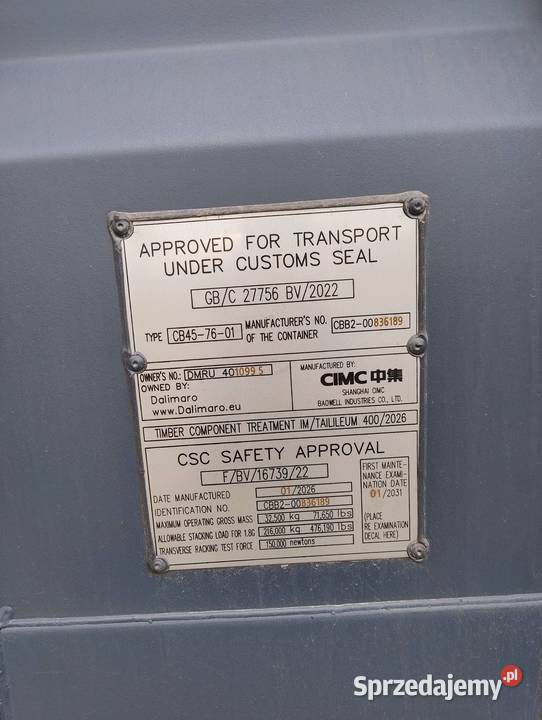 APPROVED FOR TRANSPORT
UNDER CUSTOMS SEAL
GB/C 27756 BV/2022
TYPE CB45-76-01 MANUFACTURER'S NO. OF THE CONTAINER CBB2-00836189
OWNER'S NO.: DMRU 401099 5
OWNED BY:
Dalimaro
www.Dalimaro.eu
MANUFACTURED BY:
CIMC 中集
SHANGHAI CIMC
BAOWELL INDUSTRIES CO., LTD.
TIMBER COMPONENT TREATMENT IM/TAILILEUM 400/2026
CSC SAFETY APPROVAL
F/BV/16739/22
DATE MANUFACTURED 01/2026
IDENTIFICATION NO. CBB2-00836189
MAXIMUM OPERATING GROSS MASS 32,500 kg 71,650 lbs
ALLOWABLE STACKING LOAD FOR 1.8G 216,000 kg 476,190 lbs
TRANSVERSE RACKING TEST FORCE 150,000 newtons
FIRST MAINTE-
NANCE EXAMI-
NATION DATE
01/2031
(PLACE
RE EXAMINATION
DECAL HERE)
Sprzedajemy.pl